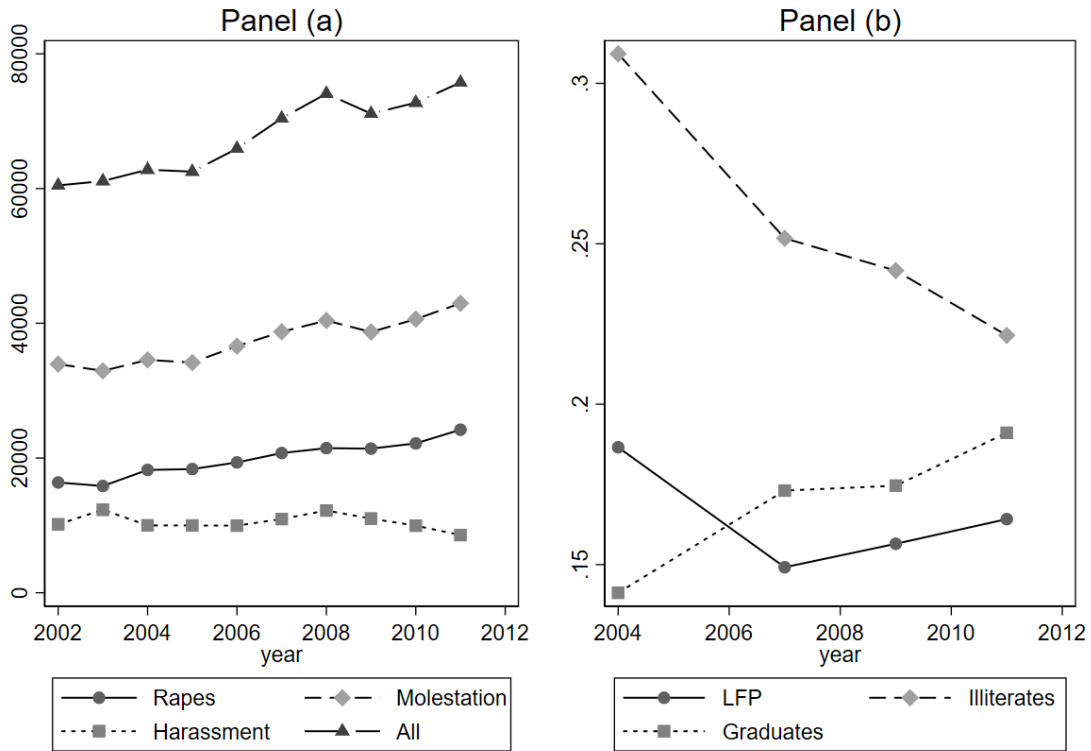 Panel (a)
80000
60000
40000
20000
0
2002 2004 2006 2008 2010 2012
year
Rapes Molestation
Harassment All
Panel (b)
.3
.25
.2
.15
2004 2006 2008 2010 2012
year
LFP Illiterates
Graduates